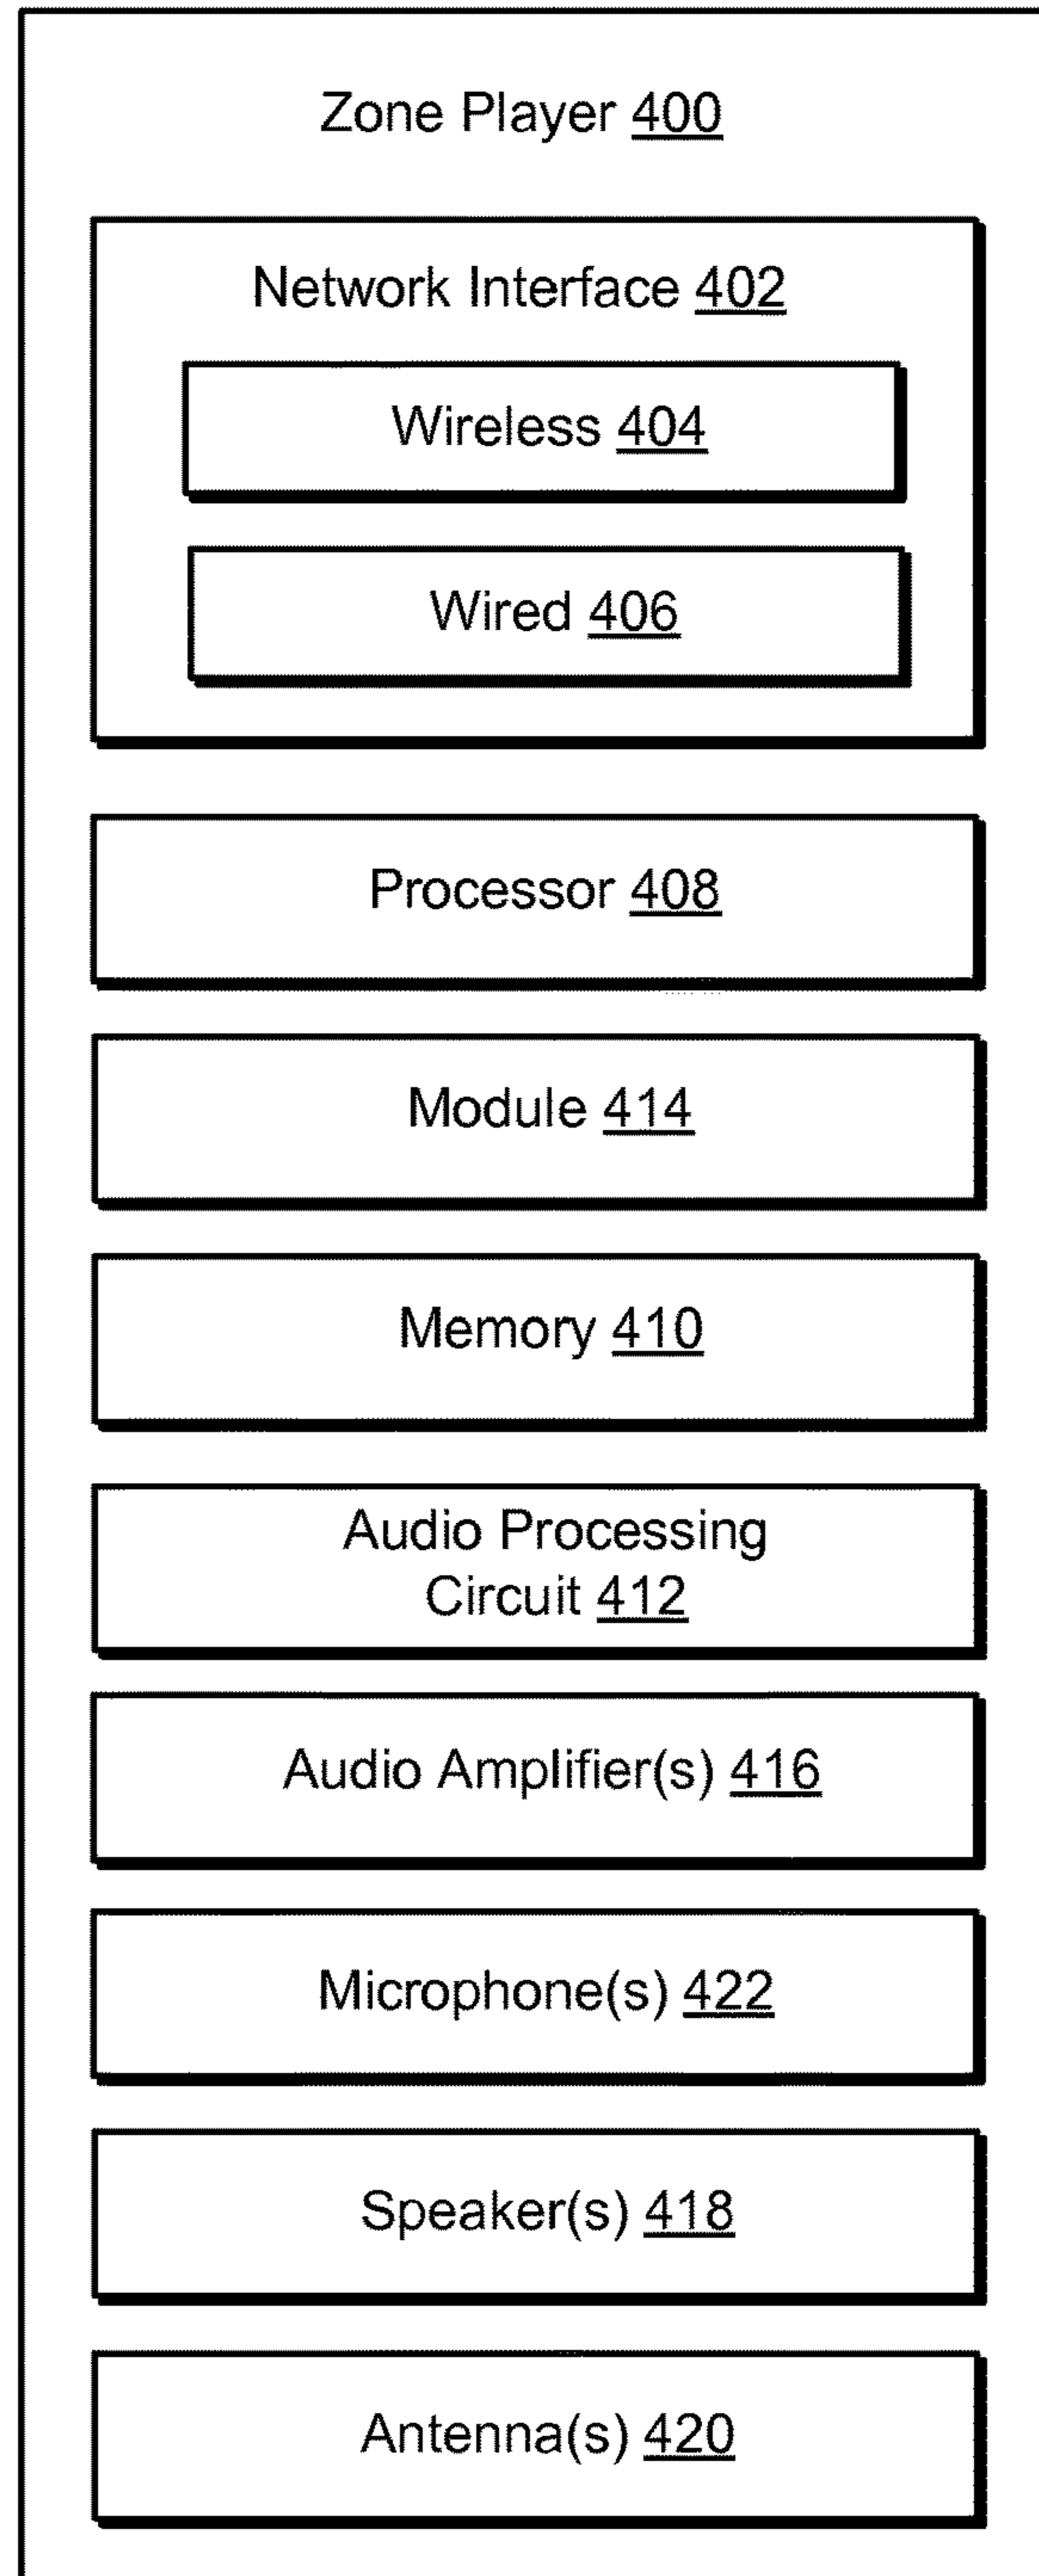 Zone Player 400
Network Interface 402
Wireless 404
Wired 406
Processor 408
Module 414
Memory 410
Audio Processing
Circuit 412
Audio Amplifier(s) 416
Microphone(s) 422
Speaker(s) 418
Antenna(s) 420